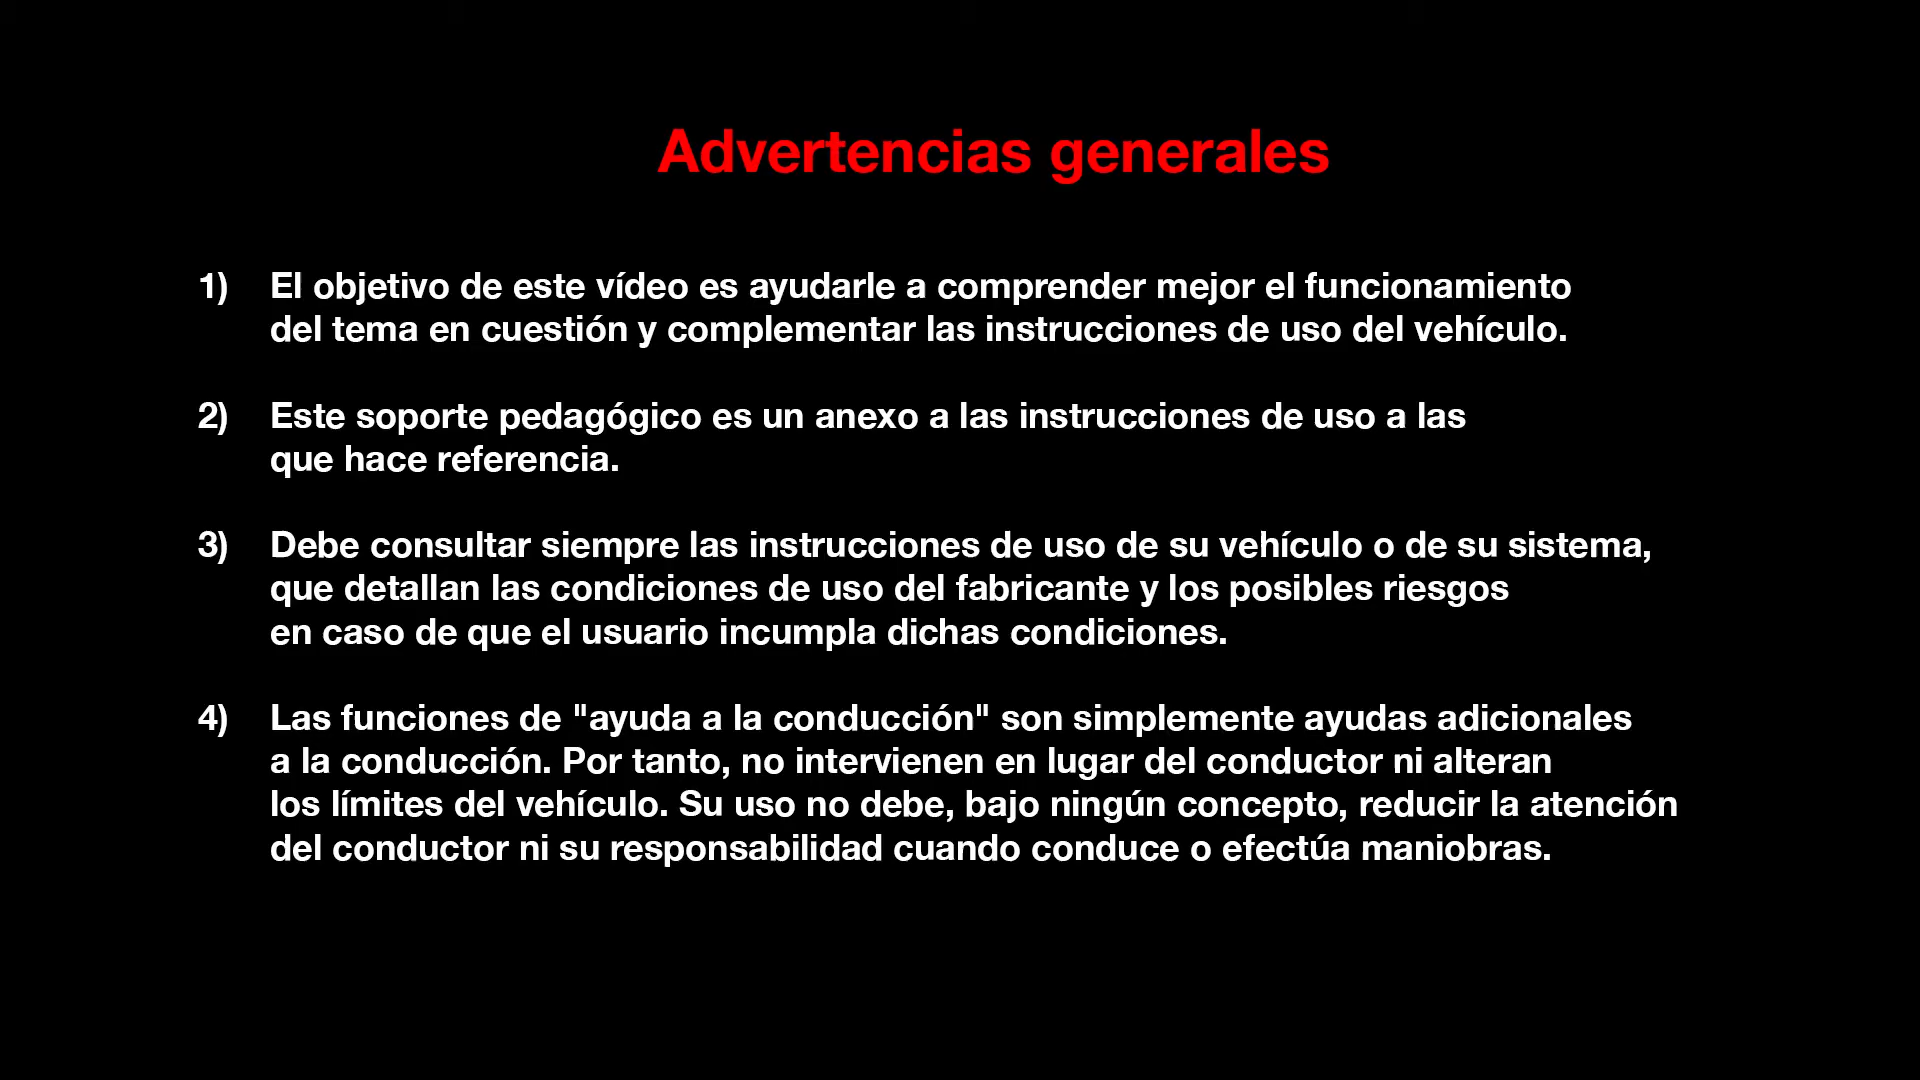 Advertencias generales
1) El objetivo de este vídeo es ayudarle a comprender mejor el funcionamiento
del tema en cuestión y complementar las instrucciones de uso del vehículo.
2) Este soporte pedagógico es un anexo a las instrucciones de uso a las
que hace referencia.
3) Debe consultar siempre las instrucciones de uso de su vehículo o de su sistema,
que detallan las condiciones de uso del fabricante y los posibles riesgos
en caso de que el usuario incumpla dichas condiciones.
4) Las funciones de "ayuda a la conducción" son simplemente ayudas adicionales
a la conducción. Por tanto, no intervienen en lugar del conductor ni alteran
los límites del vehículo. Su uso no debe, bajo ningún concepto, reducir la atención
del conductor ni su responsabilidad cuando conduce o efectúa maniobras.